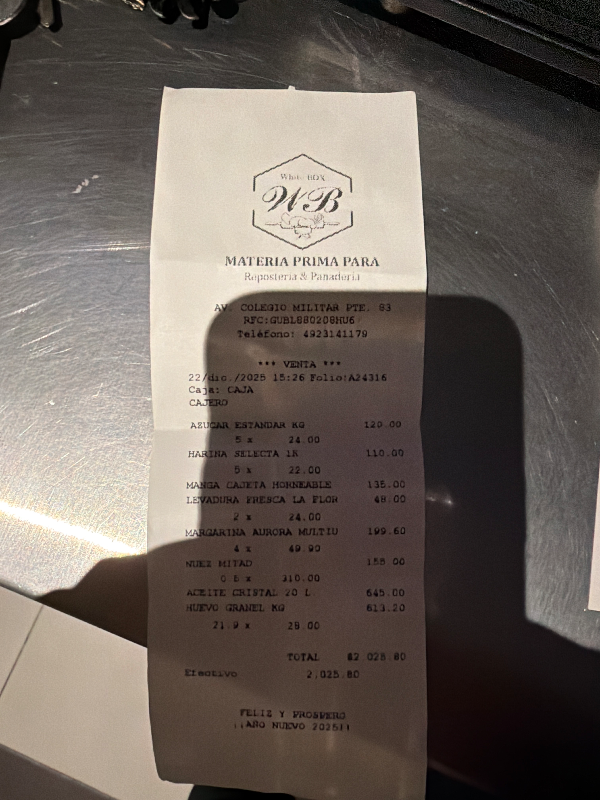 White BOX
WB
MATERIA PRIMA PARA
Reposteria & Panaderia
AV. COLEGIO MILITAR PTE. 83
RFC:GUBL880208HU6
Teléfono: 4923141179
*** VENTA ***
22/dic./2025 15:26 Folio:A24316
Caja: CAJA
CAJERO
AZUCAR ESTANDAR KG 120.00
5 x 24.00
HARINA SELECTA 1K 110.00
5 x 22.00
MANGA CAJETA HORNEABLE 135.00
LEVADURA FRESCA LA FLOR 48.00
2 x 24.00
MARGARINA AURORA MULTIU 199.60
4 x 49.90
NUEZ MITAD 155.00
0.5 x 310.00
ACEITE CRISTAL 20 L 645.00
HUEVO GRANEL KG 613.20
21.9 x 28.00
TOTAL $2 025.80
Efectivo 2,025.80
FELIZ Y PROSPERO
¡¡AÑO NUEVO 2025!!